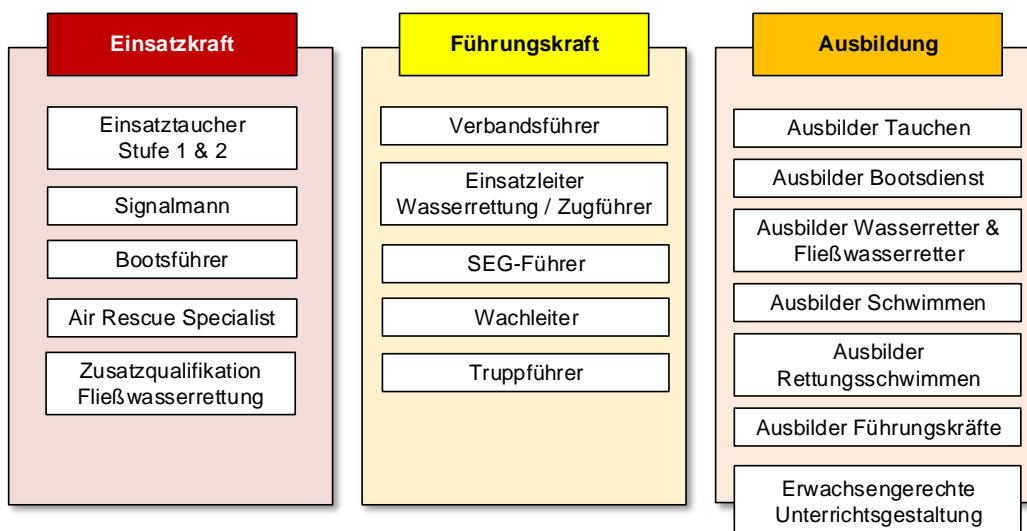 Einsatzkraft
Einsatztaucher
Stufe 1 & 2
Signalmann
Bootsführer
Air Rescue Specialist
Zusatzqualifikation
Fließwasserrettung
Führungskraft
Verbandsführer
Einsatzleiter
Wasserrettung / Zugführer
SEG-Führer
Wachleiter
Truppführer
Ausbildung
Ausbilder Tauchen
Ausbilder Bootsdienst
Ausbilder Wasserretter &
Fließwasserretter
Ausbilder Schwimmen
Ausbilder
Rettungsschwimmen
Ausbilder Führungskräfte
Erwachsengerechte
Unterrichtsgestaltung